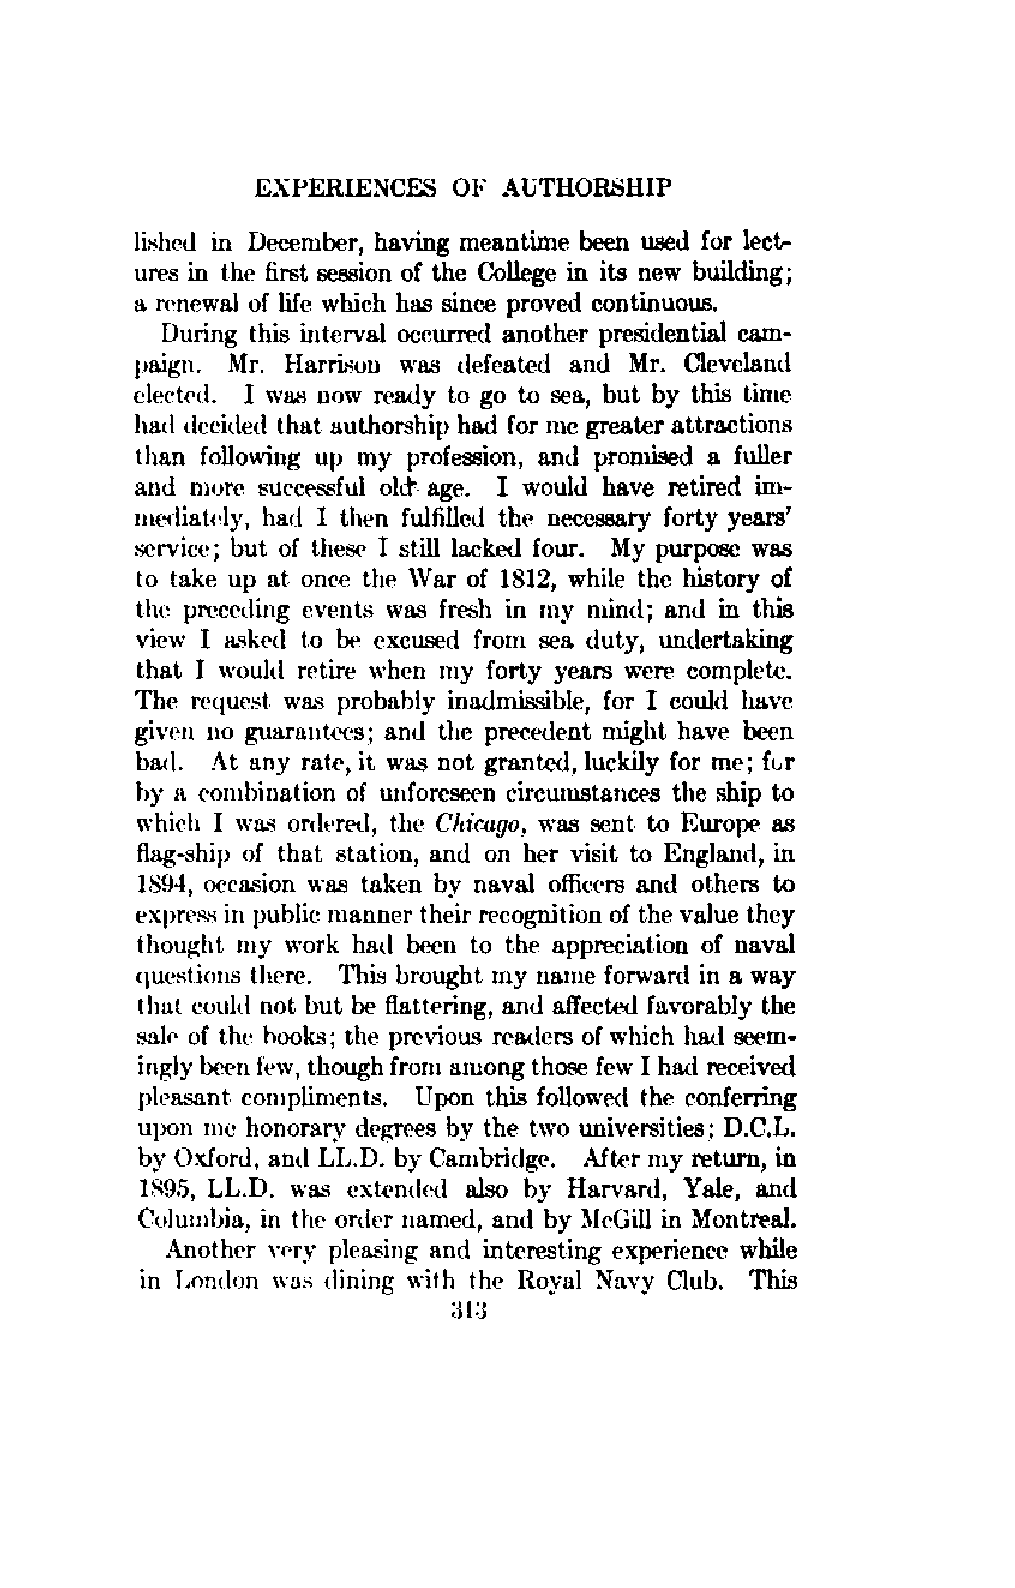 EXPERIENCES OF AUTHORSHIP
lished in December, having meantime been used for lect-
ures in the first session of the College in its new building;
a renewal of life which has since proved continuous.
During this interval occurred another presidential cam-
paign. Mr. Harrison was defeated and Mr. Cleveland
elected. I was now ready to go to sea, but by this time
had decided that authorship had for me greater attractions
than following up my profession, and promised a fuller
and more successful old age. I would have retired im-
mediately, had I then fulfilled the necessary forty years'
service; but of these I still lacked four. My purpose was
to take up at once the War of 1812, while the history of
the preceding events was fresh in my mind; and in this
view I asked to be excused from sea duty, undertaking
that I would retire when my forty years were complete.
The request was probably inadmissible, for I could have
given no guarantees; and the precedent might have been
bad. At any rate, it was not granted, luckily for me; for
by a combination of unforeseen circumstances the ship to
which I was ordered, the Chicago, was sent to Europe as
flag-ship of that station, and on her visit to England, in
1894, occasion was taken by naval officers and others to
express in public manner their recognition of the value they
thought my work had been to the appreciation of naval
questions there. This brought my name forward in a way
that could not but be flattering, and affected favorably the
sale of the books; the previous readers of which had seem-
ingly been few, though from among those few I had received
pleasant compliments. Upon this followed the conferring
upon me honorary degrees by the two universities; D.C.L.
by Oxford, and LL.D. by Cambridge. After my return, in
1895, LL.D. was extended also by Harvard, Yale, and
Columbia, in the order named, and by McGill in Montreal.
Another very pleasing and interesting experience while
in London was dining with the Royal Navy Club. This
313